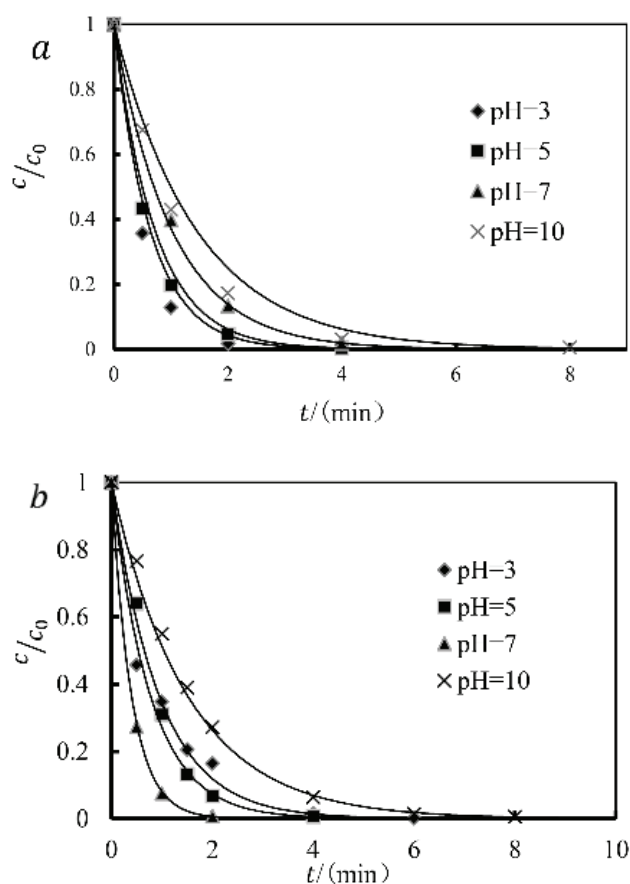 a
1
0.8
0.6
0.4
0.2
0
c/c0
pH=3
pH=5
pH=7
pH=10
0 2 4 6 8
t/(min)
b
1
0.8
0.6
0.4
0.2
0
c/c0
pH=3
pH=5
pH=7
pH=10
0 2 4 6 8 10
t/(min)